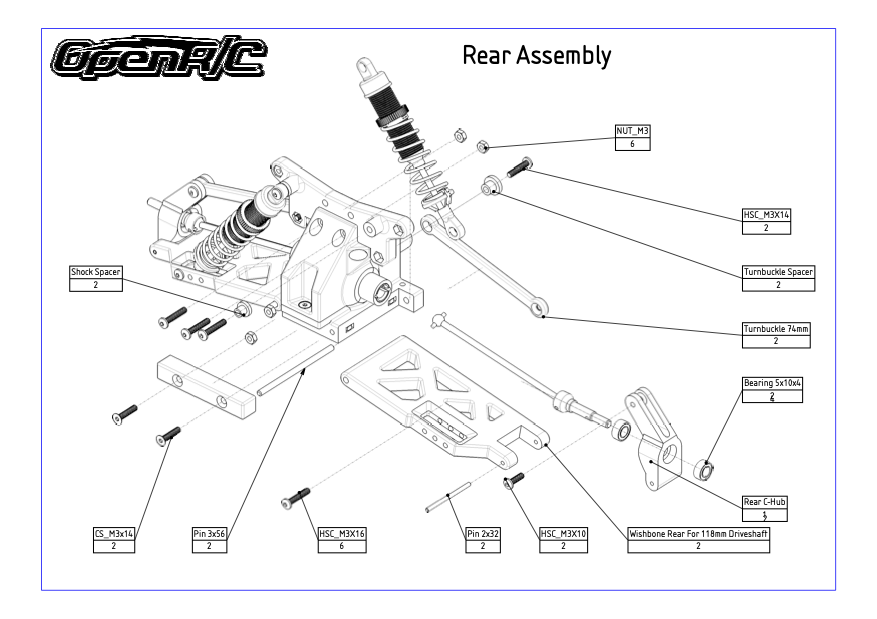 OpenR/C
Rear Assembly
NUT_M3
6
HSC_M3X14
2
Shock Spacer
2
Turnbuckle Spacer
2
Turnbuckle 74mm
2
Bearing 5x10x4
2
4
Rear C-Hub
1
2
CS_M3x14
2
Pin 3x56
2
HSC_M3X16
6
Pin 2x32
2
HSC_M3X10
2
Wishbone Rear For 118mm Driveshaft
2